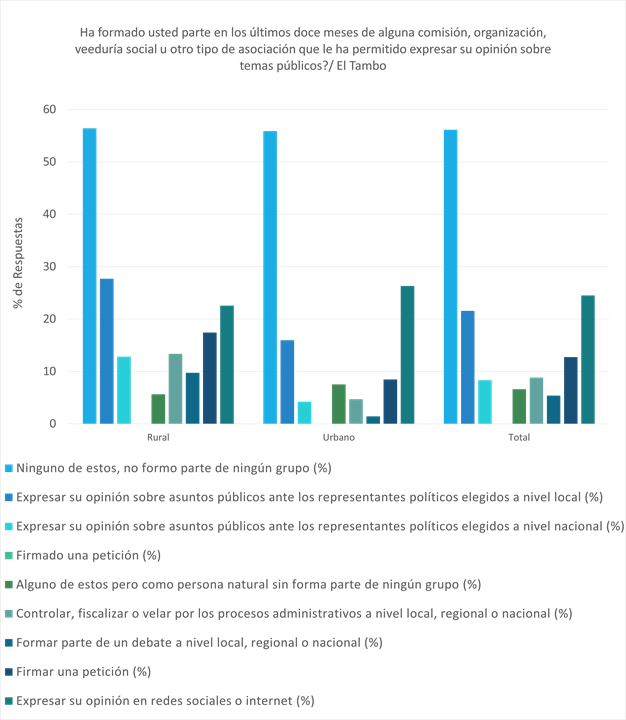 Ha formado usted parte en los últimos doce meses de alguna comisión, organización,
veeduría social u otro tipo de asociación que le ha permitido expresar su opinión sobre
temas públicos?/ El Tambo
% de Respuestas
60
50
40
30
20
10
0
Rural Urbano Total
Ninguno de estos, no formo parte de ningún grupo (%)
Expresar su opinión sobre asuntos públicos ante los representantes políticos elegidos a nivel local (%)
Expresar su opinión sobre asuntos públicos ante los representantes políticos elegidos a nivel nacional (%)
Firmado una petición (%)
Alguno de estos pero como persona natural sin forma parte de ningún grupo (%)
Controlar, fiscalizar o velar por los procesos administrativos a nivel local, regional o nacional (%)
Formar parte de un debate a nivel local, regional o nacional (%)
Firmar una petición (%)
Expresar su opinión en redes sociales o internet (%)